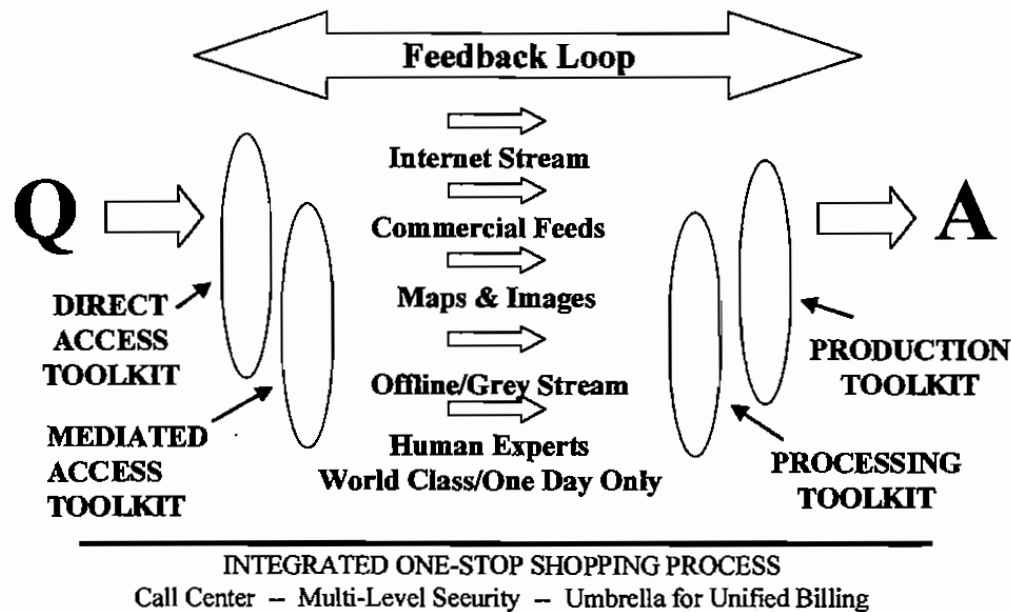 Feedback Loop
Internet Stream
Commercial Feeds
Maps & Images
Offline/Grey Stream
Human Experts
World Class/One Day Only
Q
A
DIRECT
ACCESS
TOOLKIT
MEDIATED
ACCESS
TOOLKIT
PRODUCTION
TOOLKIT
PROCESSING
TOOLKIT
INTEGRATED ONE-STOP SHOPPING PROCESS
Call Center -- Multi-Level Security -- Umbrella for Unified Billing